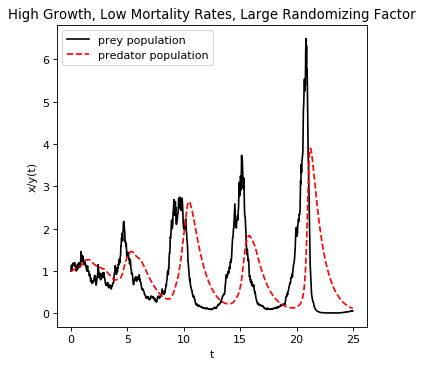 High Growth, Low Mortality Rates, Large Randomizing Factor
prey population
predator population
6
5
4
3
2
1
0
x/y(t)
0 5 10 15 20 25
t